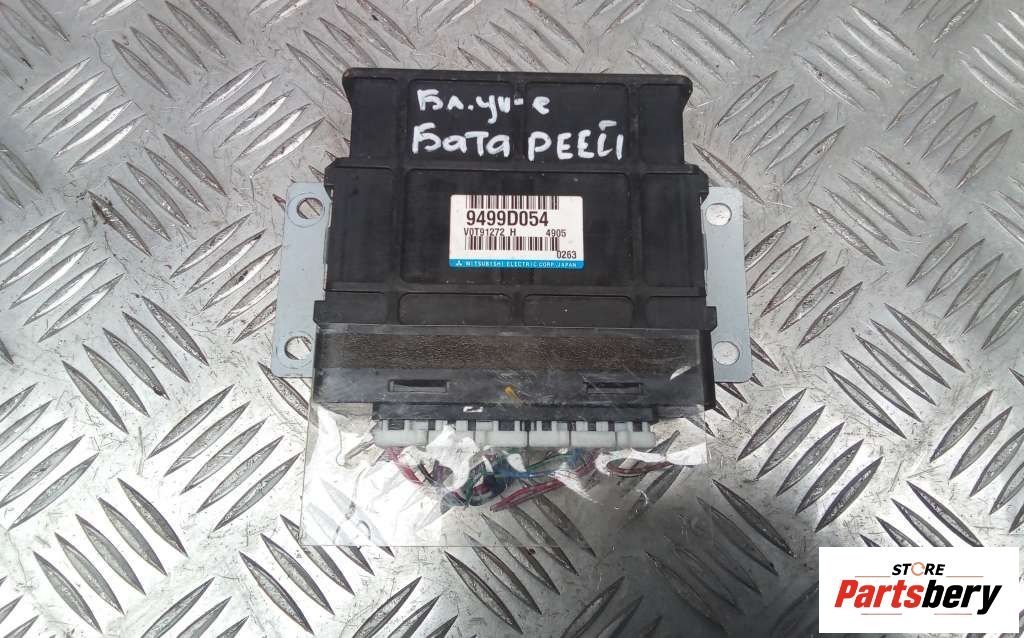 Бл.уч-е
Бата РЕЕЙ
9499D054
V0T91272 H 4905
0263
MITSUBISHI ELECTRIC CORP. JAPAN
STORE
Partsbery